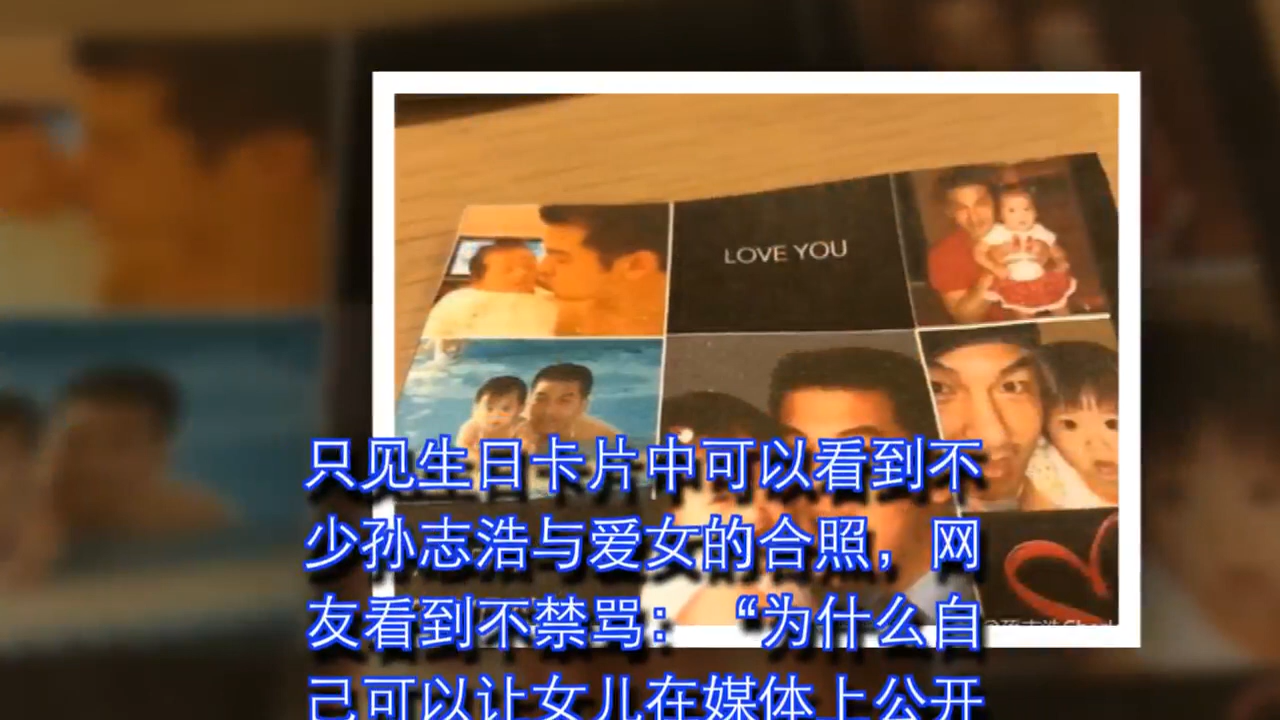 LOVE YOU
只见生日卡片中可以看到不
少孙志浩与爱女的合照，网
友看到不禁骂：“为什么自
己可以让女儿在媒体上公开